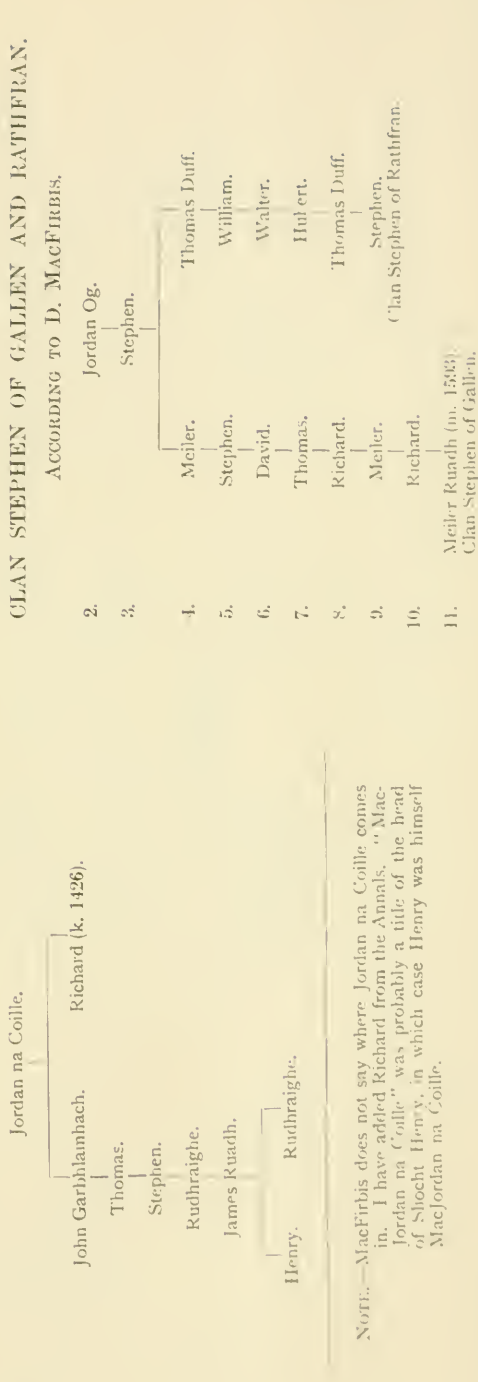 Jordan na Coille.
John Garbhlainhach. Richard (k. 1426).
Thomas.
Stephen.
Rudhraighe.
James Ruadh.
Henry. Rudhraighe.
NOTE.—MacFirbis does not say where Jordan na Coille comes
in. I have added Richard from the Annals. "Mac-
Jordan na Coille" was probably a title of the head
of Sliocht Henry, in which case Henry was himself
MacJordan na Coille.
CLAN STEPHEN OF GALLEN AND RATHFRAN.
ACCORDING TO D. MACFIRBIS.
2. Jordan Og.
3. Stephen.
4. Meiler. Thomas Duff.
5. Stephen. William.
6. David. Walter.
7. Thomas. Hubert.
8. Richard. Thomas Duff.
9. Meiler. Stephen.
Clan Stephen of Rathfran.
10. Richard.
11. Meiler Ruadh (m. 1593).
Clan Stephen of Gallen.